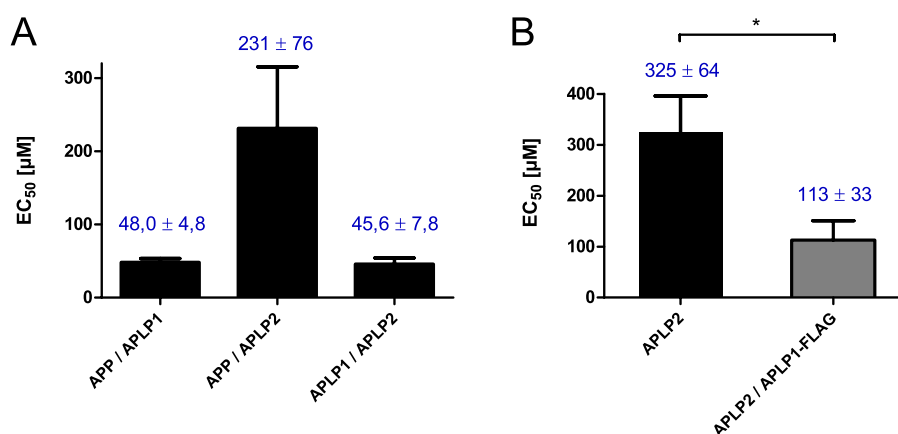 A
231 ± 76
48,0 ± 4,8
45,6 ± 7,8
EC50 [µM]
300
200
100
0
APP / APLP1
APP / APLP2
APLP1 / APLP2
B
*
325 ± 64
113 ± 33
EC50 [µM]
400
300
200
100
0
APLP2
APLP2 / APLP1-FLAG